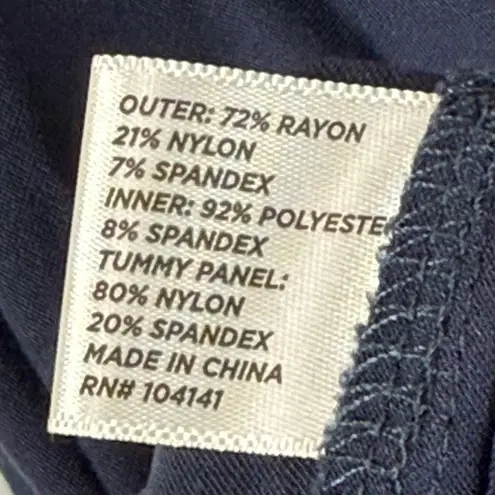 OUTER: 72% RAYON
21% NYLON
7% SPANDEX
INNER: 92% POLYESTE
8% SPANDEX
TUMMY PANEL:
80% NYLON
20% SPANDEX
MADE IN CHINA
RN# 104141